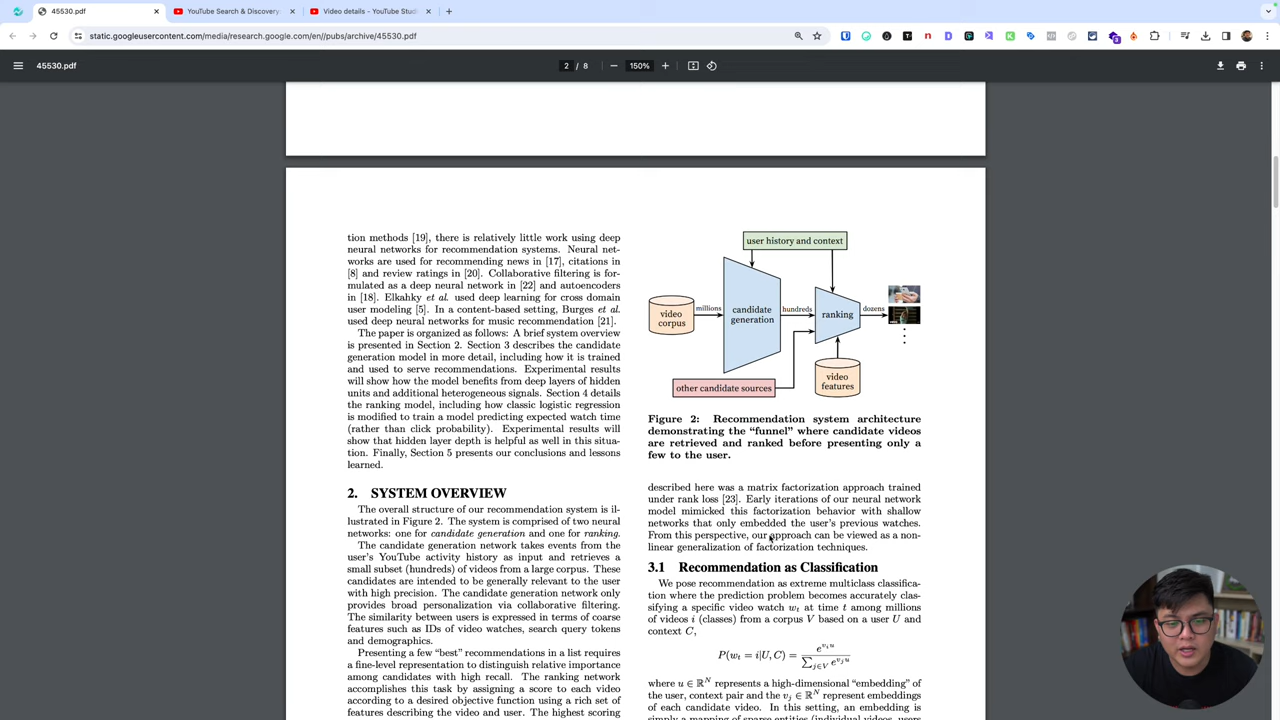 45530.pdf
YouTube Search & Discovery
Video details - YouTube Stud
static.googleusercontent.com/media/research.google.com/en//pubs/archive/45530.pdf
45530.pdf
2 / 8
150%
tion methods [19], there is relatively little work using deep
neural networks for recommendation systems. Neural net-
works are used for recommending news in [17], citations in
[8] and review ratings in [20]. Collaborative filtering is for-
mulated as a deep neural network in [22] and autoencoders
in [18]. Elkahky et al. used deep learning for cross domain
user modeling [5]. In a content-based setting, Burges et al.
used deep neural networks for music recommendation [21].
The paper is organized as follows: A brief system overview
is presented in Section 2. Section 3 describes the candidate
generation model in more detail, including how it is trained
and used to serve recommendations. Experimental results
will show how the model benefits from deep layers of hidden
units and additional heterogeneous signals. Section 4 details
the ranking model, including how classic logistic regression
is modified to train a model predicting expected watch time
(rather than click probability). Experimental results will
show that hidden layer depth is helpful as well in this situa-
tion. Finally, Section 5 presents our conclusions and lessons
learned.
2. SYSTEM OVERVIEW
The overall structure of our recommendation system is il-
lustrated in Figure 2. The system is comprised of two neural
networks: one for candidate generation and one for ranking.
The candidate generation network takes events from the
user's YouTube activity history as input and retrieves a
small subset (hundreds) of videos from a large corpus. These
candidates are intended to be generally relevant to the user
with high precision. The candidate generation network only
provides broad personalization via collaborative filtering.
The similarity between users is expressed in terms of coarse
features such as IDs of video watches, search query tokens
and demographics.
Presenting a few "best" recommendations in a list requires
a fine-level representation to distinguish relative importance
among candidates with high recall. The ranking network
accomplishes this task by assigning a score to each video
according to a desired objective function using a rich set of
features describing the video and user. The highest scoring
user history and context
video
corpus
millions
candidate
generation
hundreds
ranking
dozens
other candidate sources
video
features
Figure 2: Recommendation system architecture
demonstrating the "funnel" where candidate videos
are retrieved and ranked before presenting only a
few to the user.
described here was a matrix factorization approach trained
under rank loss [23]. Early iterations of our neural network
model mimicked this factorization behavior with shallow
networks that only embedded the user's previous watches.
From this perspective, our approach can be viewed as a non-
linear generalization of factorization techniques.
3.1 Recommendation as Classification
We pose recommendation as extreme multiclass classifica-
tion where the prediction problem becomes accurately clas-
sifying a specific video watch w_t at time t among millions
of videos i (classes) from a corpus V based on a user U and
context C,
P(w_t = i|U, C) = e^{v_i u} / ∑_{j∈V} e^{v_j u}
where u ∈ ℝ^N represents a high-dimensional "embedding" of
the user, context pair and the v_j ∈ ℝ^N represent embeddings
of each candidate video. In this setting, an embedding is
simply a mapping of sparse entities (individual videos, users